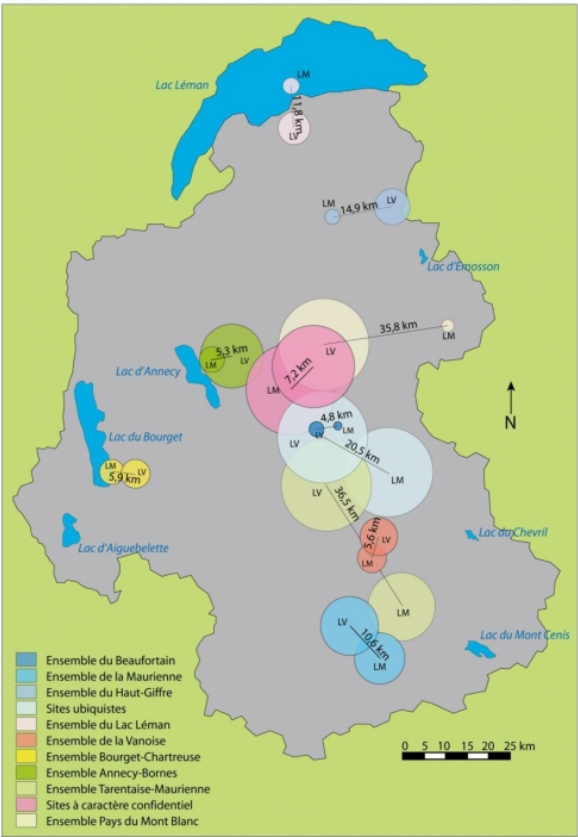 LM
Lac Léman
11,8 km
LV
LM
14,9 km
LV
Lac d'Emosson
35,8 km
LM
LV
5,3 km
LM
LV
7,2 km
LM
Lac d'Annecy
N
4,8 km
LM
LV
LV
20,5 km
LM
Lac du Bourget
LM
LV
5,9 km
LV
36,5 km
Lac du Chevril
5,6 km
LV
LM
Lac d'Aiguebelette
LM
LV
10,6 km
LM
Lac du Mont Cenis
Ensemble du Beaufortain
Ensemble de la Maurienne
Ensemble du Haut-Giffre
Sites ubiquistes
Ensemble du Lac Léman
Ensemble de la Vanoise
Ensemble Bourget-Chartreuse
Ensemble Annecy-Bornes
Ensemble Tarentaise-Maurienne
Sites à caractère confidentiel
Ensemble Pays du Mont Blanc
0 5 10 15 20 25 km